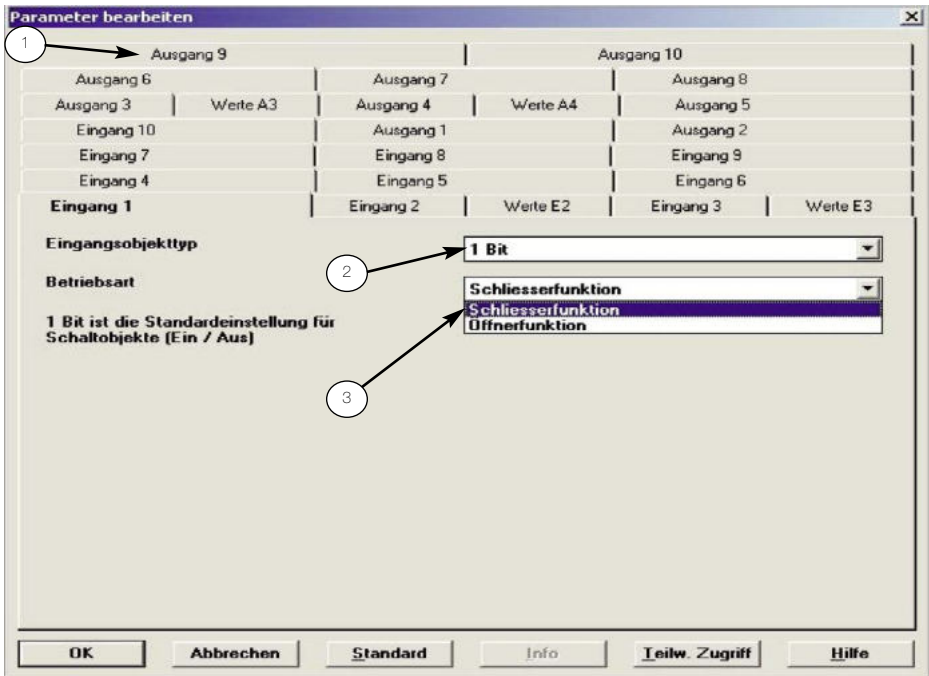 Parameter bearbeiten
1
Ausgang 9 Ausgang 10
Ausgang 6 Ausgang 7 Ausgang 8
Ausgang 3 Werte A3 Ausgang 4 Werte A4 Ausgang 5
Eingang 10 Ausgang 1 Ausgang 2
Eingang 7 Eingang 8 Eingang 9
Eingang 4 Eingang 5 Eingang 6
Eingang 1 Eingang 2 Werte E2 Eingang 3 Werte E3
Eingangsobjekttyp 1 Bit
2
Betriebsart Schliesserfunktion
Schliesserfunktion
Öffnerfunktion
1 Bit ist die Standardeinstellung für
Schaltobjekte (Ein / Aus)
3
OK Abbrechen Standard Info Teilw. Zugriff Hilfe